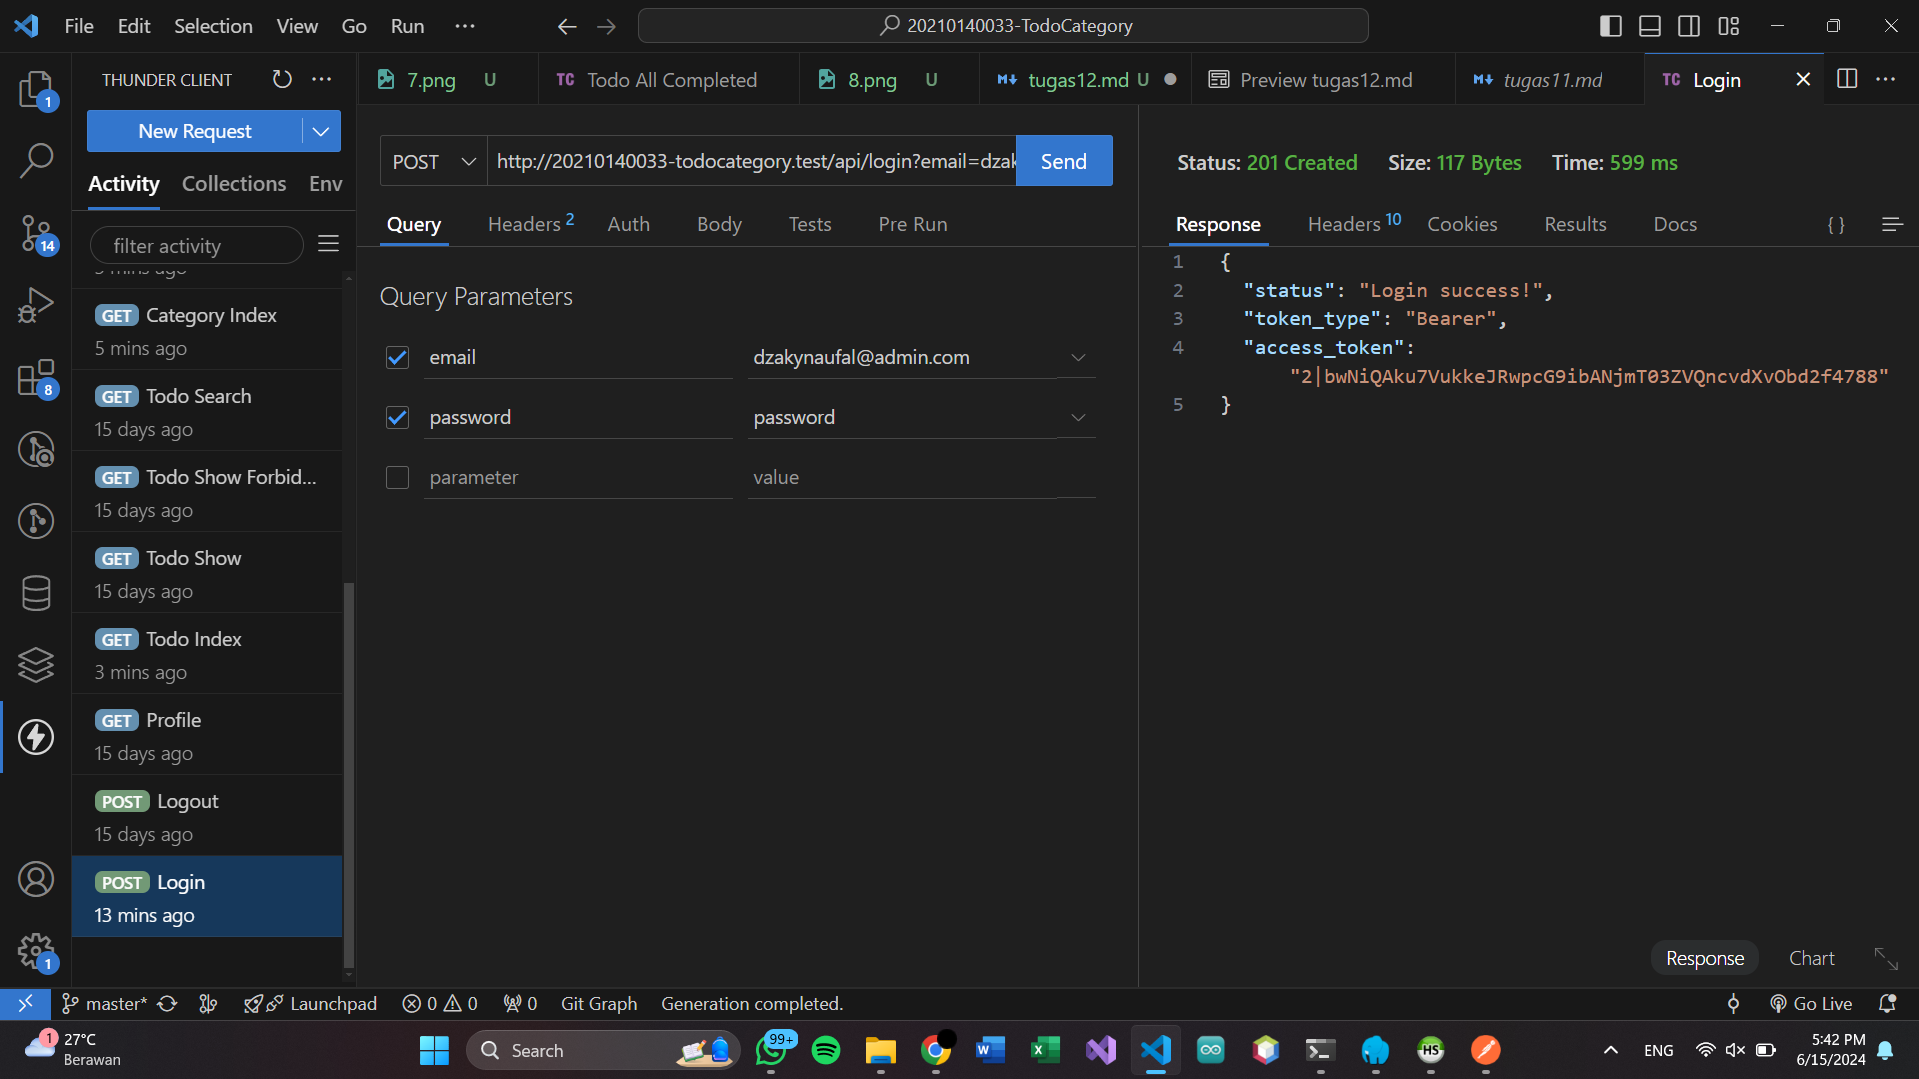 File Edit Selection View Go Run ...
20210140033-TodoCategory
THUNDER CLIENT
7.png U
TC Todo All Completed
8.png U
tugas12.md U
Preview tugas12.md
tugas11.md
TC Login
New Request
Activity Collections Env
filter activity
GET Category Index
5 mins ago
GET Todo Search
15 days ago
GET Todo Show Forbid...
15 days ago
GET Todo Show
15 days ago
GET Todo Index
3 mins ago
GET Profile
15 days ago
POST Logout
15 days ago
POST Login
13 mins ago
1
14
8
1
POST http://20210140033-todocategory.test/api/login?email=dzak Send
Query Headers 2 Auth Body Tests Pre Run
Query Parameters
email dzakynaufal@admin.com
password password
parameter value
Status: 201 Created Size: 117 Bytes Time: 599 ms
Response Headers 10 Cookies Results Docs { }
1 {
2 "status": "Login success!",
3 "token_type": "Bearer",
4 "access_token":
"2|bwNiQAku7VukkeJRwpcG9ibANjmT03ZVQncvdXvObd2f4788"
5 }
Response Chart
master* Launchpad 0 0 0 Git Graph Generation completed. Go Live
1 27°C
Berawan
Search
99+
HS
ENG
5:42 PM
6/15/2024